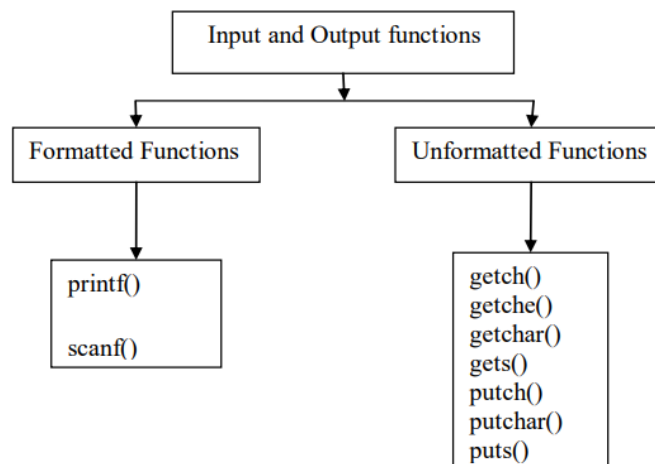 Input and Output functions
Formatted Functions
Unformatted Functions
printf()
scanf()
getch()
getche()
getchar()
gets()
putch()
putchar()
puts()